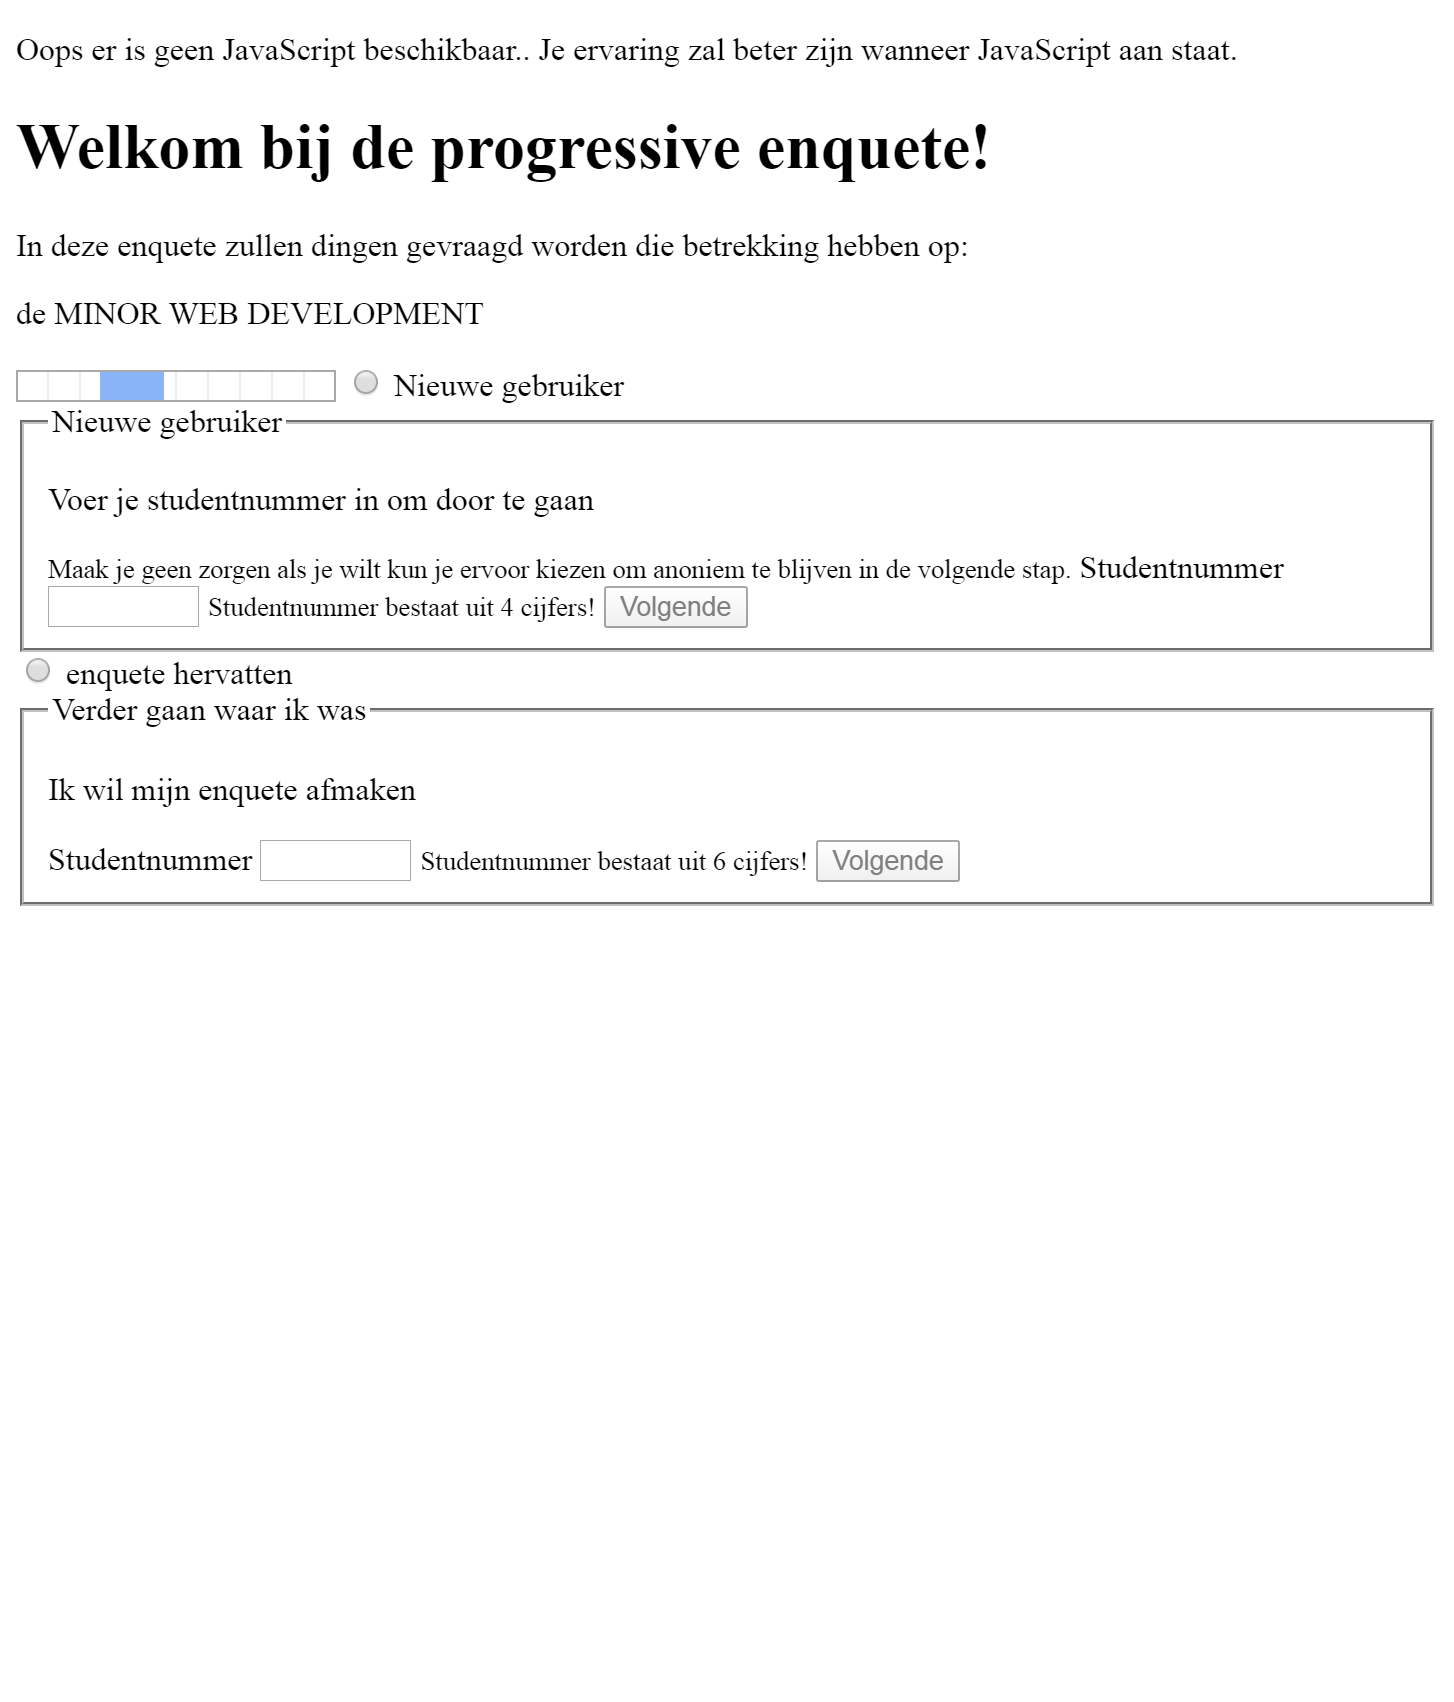 Oops er is geen JavaScript beschikbaar.. Je ervaring zal beter zijn wanneer JavaScript aan staat.
Welkom bij de progressive enquete!
In deze enquete zullen dingen gevraagd worden die betrekking hebben op:
de MINOR WEB DEVELOPMENT
Nieuwe gebruiker
Nieuwe gebruiker
Voer je studentnummer in om door te gaan
Maak je geen zorgen als je wilt kun je ervoor kiezen om anoniem te blijven in de volgende stap. Studentnummer
Studentnummer bestaat uit 4 cijfers! Volgende
enquete hervatten
Verder gaan waar ik was
Ik wil mijn enquete afmaken
Studentnummer Studentnummer bestaat uit 6 cijfers! Volgende